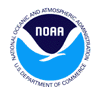 NATIONAL OCEANIC AND ATMOSPHERIC ADMINISTRATION
NOAA
U.S. DEPARTMENT OF COMMERCE